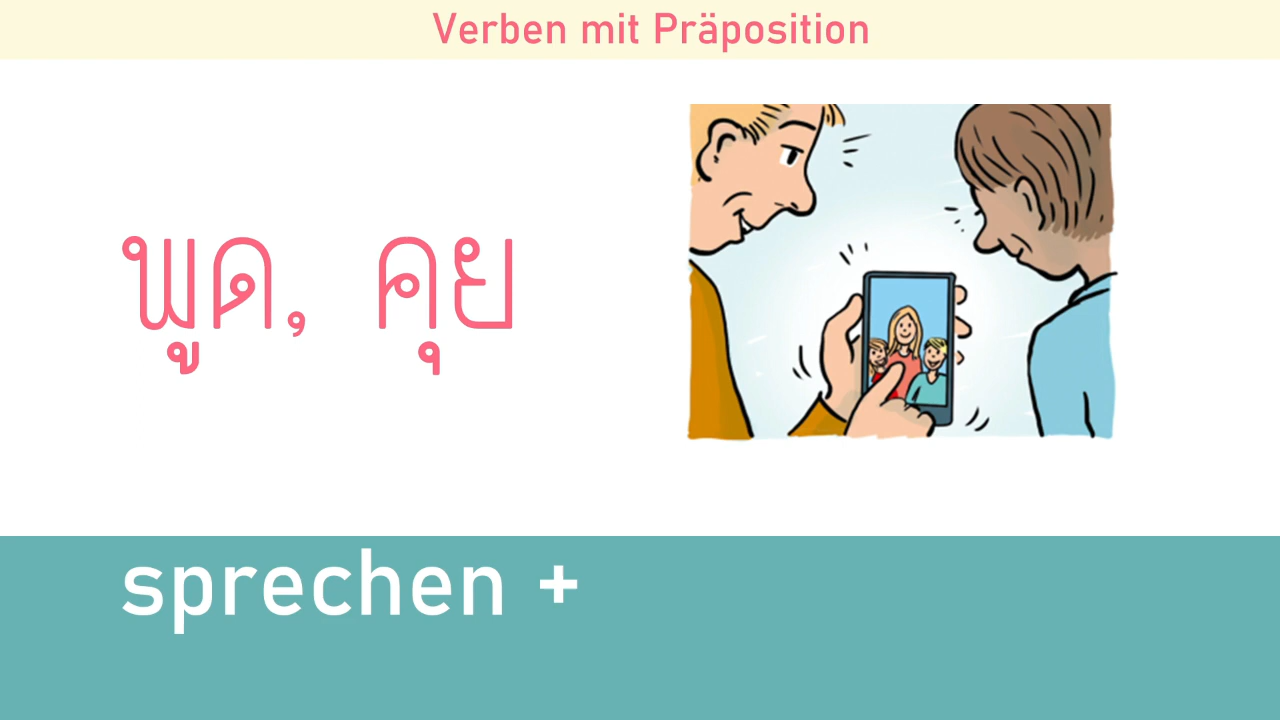 Verben mit Präposition
พูด, คุย
sprechen +